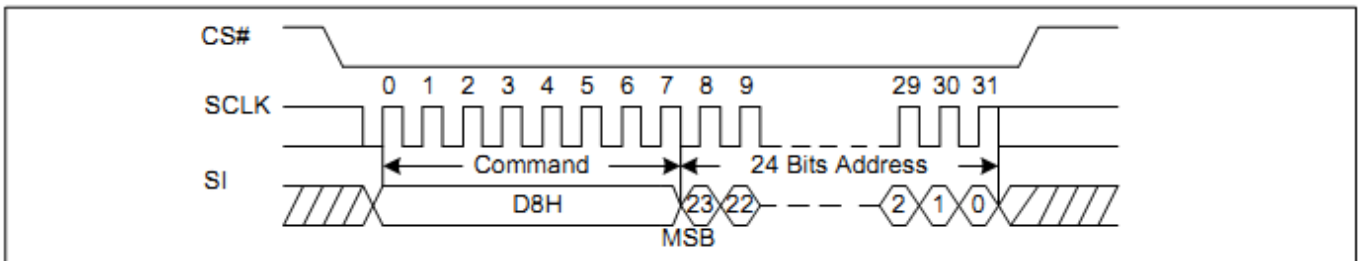 CS#
0 1 2 3 4 5 6 7 8 9 29 30 31
SCLK
Command 24 Bits Address
SI
D8H 23 22 2 1 0
MSB